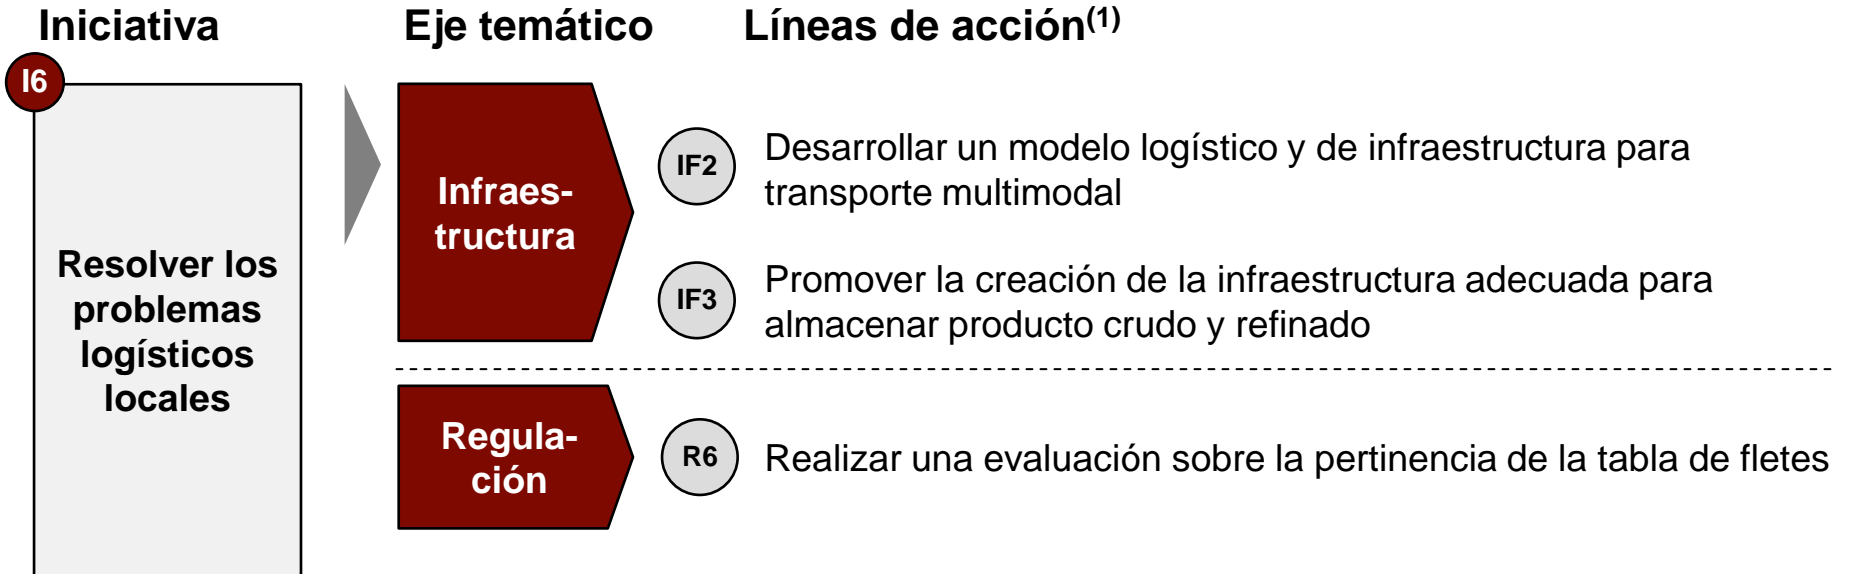 Iniciativa
Eje temático
Líneas de acción(1)
I6
Resolver los
problemas
logísticos
locales
Infraes-
tructura
IF2
Desarrollar un modelo logístico y de infraestructura para
transporte multimodal
IF3
Promover la creación de la infraestructura adecuada para
almacenar producto crudo y refinado
Regula-
ción
R6
Realizar una evaluación sobre la pertinencia de la tabla de fletes